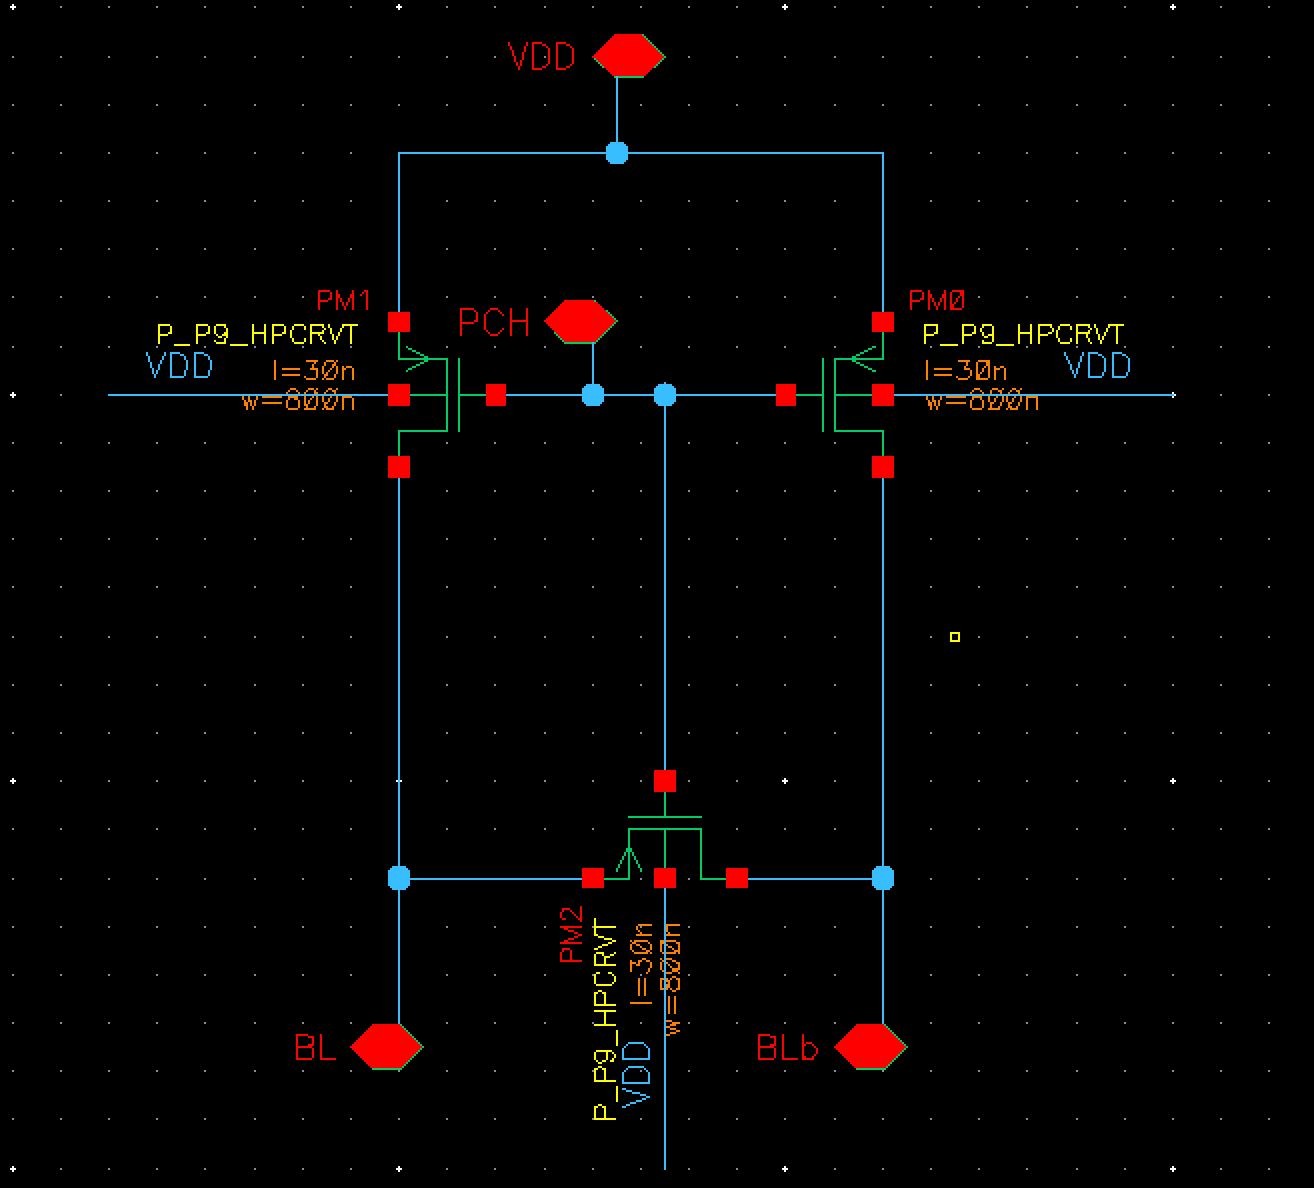 VDD
PM1
P_P9_HPCRVT
VDD
l=30n
w=800n
PCH
PM0
P_P9_HPCRVT
VDD
l=30n
w=800n
PM2
P_P9_HPCRVT
l=30n
w=800n
VDD
BL
BLb